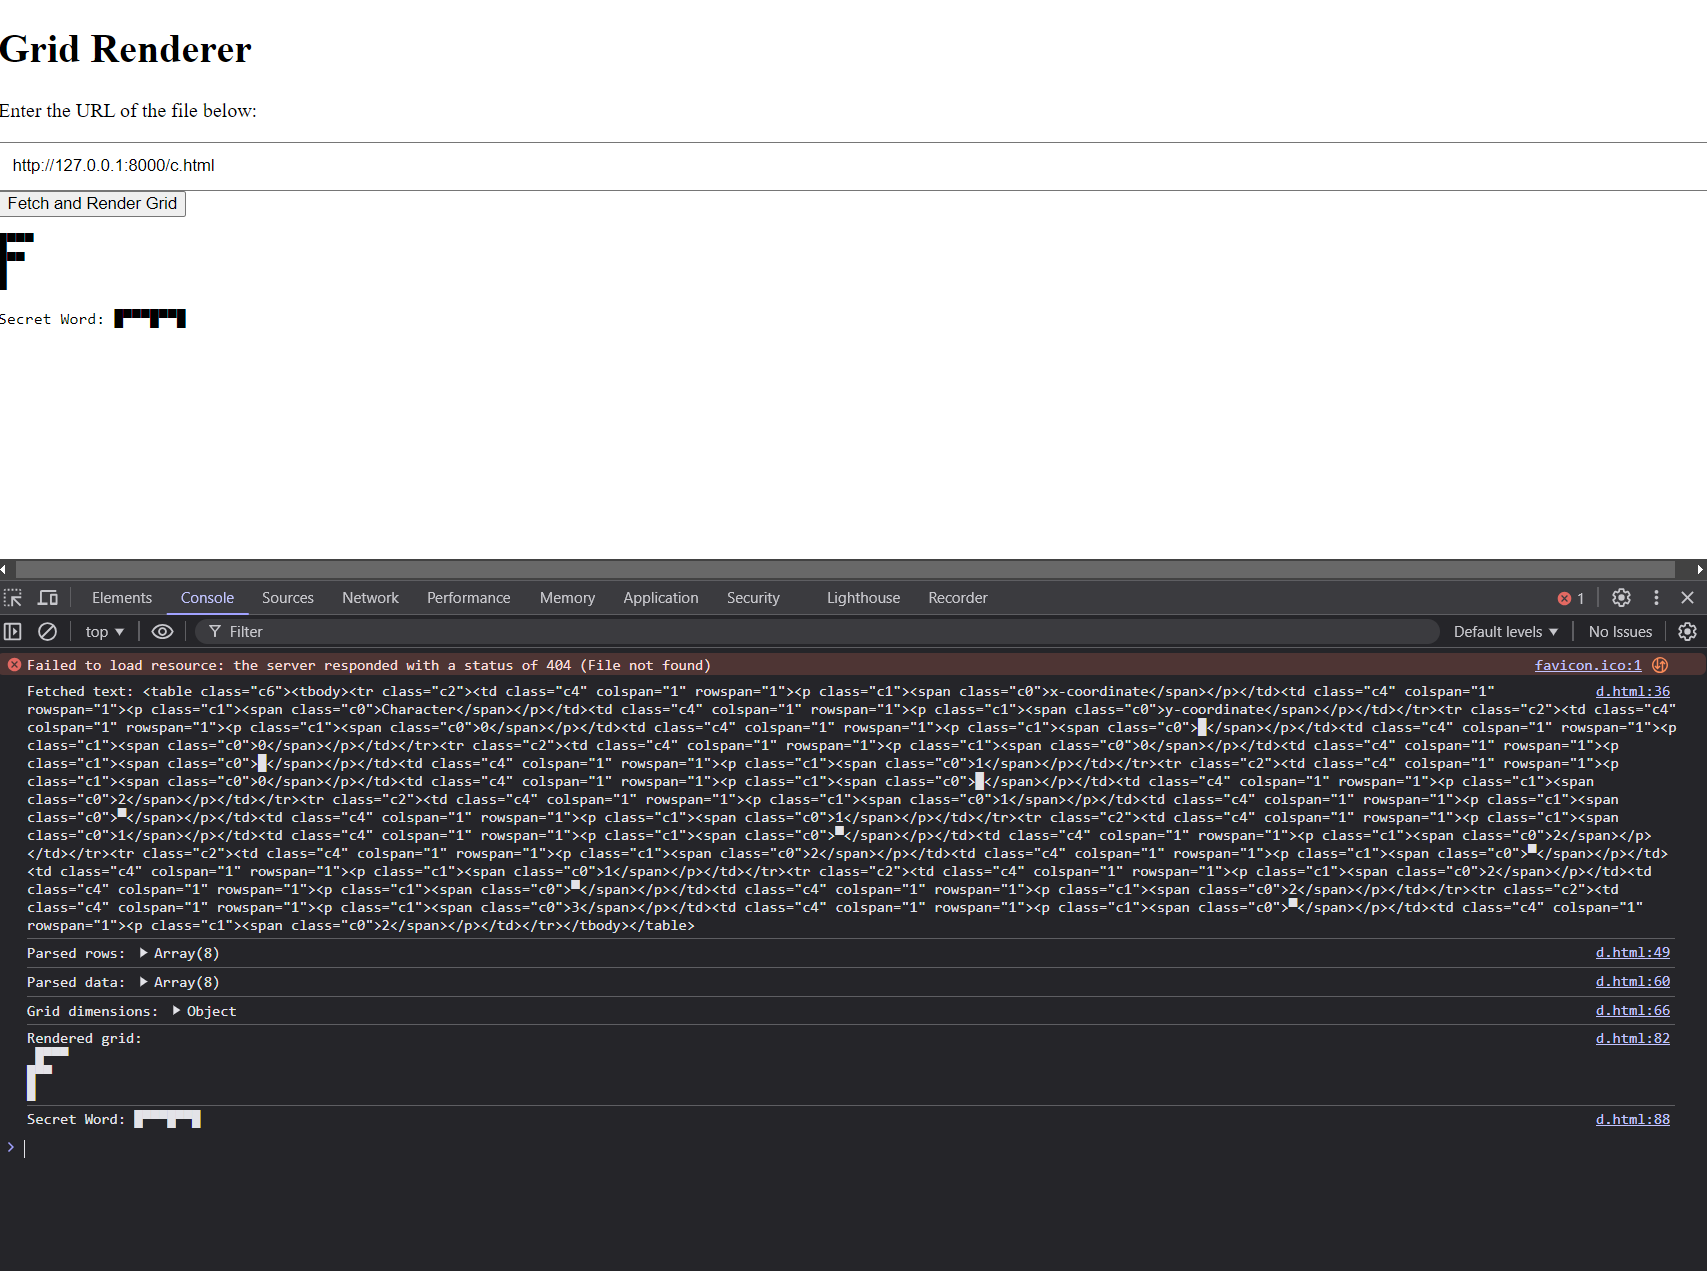 Grid Renderer
Enter the URL of the file below:
http://127.0.0.1:8000/c.html
Fetch and Render Grid
█▀▀▀
█▀▀
█
Secret Word: █▀▀▀█▀▀█
Elements Console Sources Network Performance Memory Application Security Lighthouse Recorder 1
top Filter Default levels No Issues
Failed to load resource: the server responded with a status of 404 (File not found) favicon.ico:1
Fetched text: <table class="c6"><tbody><tr class="c2"><td class="c4" colspan="1" rowspan="1"><p class="c1"><span class="c0">x-coordinate</span></p></td><td class="c4" colspan="1" d.html:36
rowspan="1"><p class="c1"><span class="c0">Character</span></p></td><td class="c4" colspan="1" rowspan="1"><p class="c1"><span class="c0">y-coordinate</span></p></td></tr><tr class="c2"><td class="c4"
colspan="1" rowspan="1"><p class="c1"><span class="c0">0</span></p></td><td class="c4" colspan="1" rowspan="1"><p class="c1"><span class="c0">█</span></p></td><td class="c4" colspan="1" rowspan="1"><p
class="c1"><span class="c0">0</span></p></td></tr><tr class="c2"><td class="c4" colspan="1" rowspan="1"><p class="c1"><span class="c0">0</span></p></td><td class="c4" colspan="1" rowspan="1"><p
class="c1"><span class="c0">█</span></p></td><td class="c4" colspan="1" rowspan="1"><p class="c1"><span class="c0">1</span></p></td></tr><tr class="c2"><td class="c4" colspan="1" rowspan="1"><p
class="c1"><span class="c0">0</span></p></td><td class="c4" colspan="1" rowspan="1"><p class="c1"><span class="c0">█</span></p></td><td class="c4" colspan="1" rowspan="1"><p class="c1"><span
class="c0">2</span></p></td></tr><tr class="c2"><td class="c4" colspan="1" rowspan="1"><p class="c1"><span class="c0">1</span></p></td><td class="c4" colspan="1" rowspan="1"><p class="c1"><span
class="c0">▀</span></p></td><td class="c4" colspan="1" rowspan="1"><p class="c1"><span class="c0">1</span></p></td></tr><tr class="c2"><td class="c4" colspan="1" rowspan="1"><p class="c1"><span
class="c0">1</span></p></td><td class="c4" colspan="1" rowspan="1"><p class="c1"><span class="c0">▀</span></p></td><td class="c4" colspan="1" rowspan="1"><p class="c1"><span class="c0">2</span></p>
</td></tr><tr class="c2"><td class="c4" colspan="1" rowspan="1"><p class="c1"><span class="c0">2</span></p></td><td class="c4" colspan="1" rowspan="1"><p class="c1"><span class="c0">▀</span></p></td>
<td class="c4" colspan="1" rowspan="1"><p class="c1"><span class="c0">1</span></p></td></tr><tr class="c2"><td class="c4" colspan="1" rowspan="1"><p class="c1"><span class="c0">2</span></p></td><td
class="c4" colspan="1" rowspan="1"><p class="c1"><span class="c0">▀</span></p></td><td class="c4" colspan="1" rowspan="1"><p class="c1"><span class="c0">2</span></p></td></tr><tr class="c2"><td
class="c4" colspan="1" rowspan="1"><p class="c1"><span class="c0">3</span></p></td><td class="c4" colspan="1" rowspan="1"><p class="c1"><span class="c0">▀</span></p></td><td class="c4" colspan="1"
rowspan="1"><p class="c1"><span class="c0">2</span></p></td></tr></tbody></table>
Parsed rows: ▶ Array(8) d.html:49
Parsed data: ▶ Array(8) d.html:60
Grid dimensions: ▶ Object d.html:66
Rendered grid: d.html:82
 █▀▀▀
█▀▀
█
Secret Word: █▀▀▀█▀▀█ d.html:88